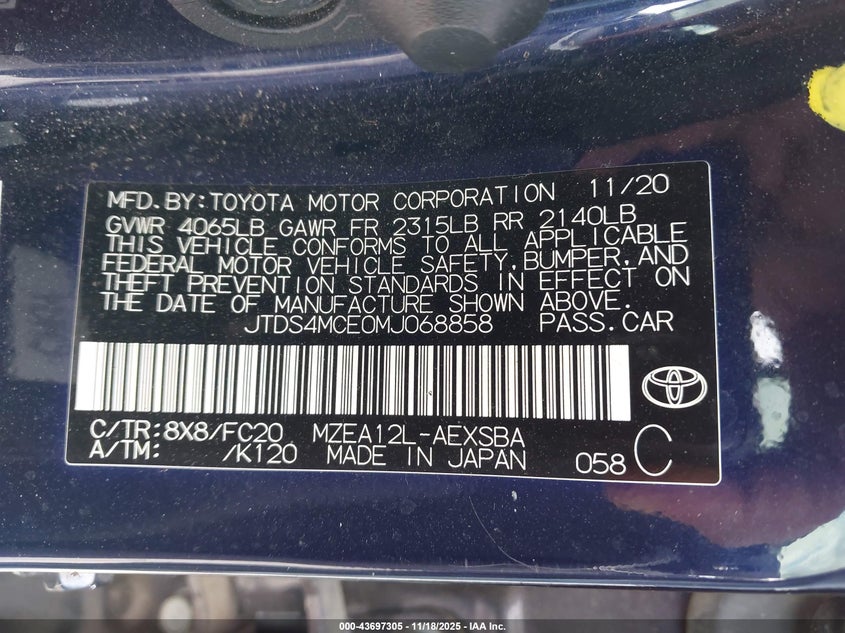 MFD.BY:TOYOTA MOTOR CORPORATION 11/20
GVWR 4065LB GAWR FR 2315LB RR 2140LB
THIS VEHICLE CONFORMS TO ALL APPLICABLE
FEDERAL MOTOR VEHICLE SAFETY,BUMPER,AND
THEFT PREVENTION STANDARDS IN EFFECT ON
THE DATE OF MANUFACTURE SHOWN ABOVE.
JTDS4MCE0MJ068858 PASS.CAR
C/TR:8X8/FC20 MZEA12L-AEXSBA
A/TM: /K120 MADE IN JAPAN 058 C
000-43697305 - 11/18/2025 - IAA Inc.